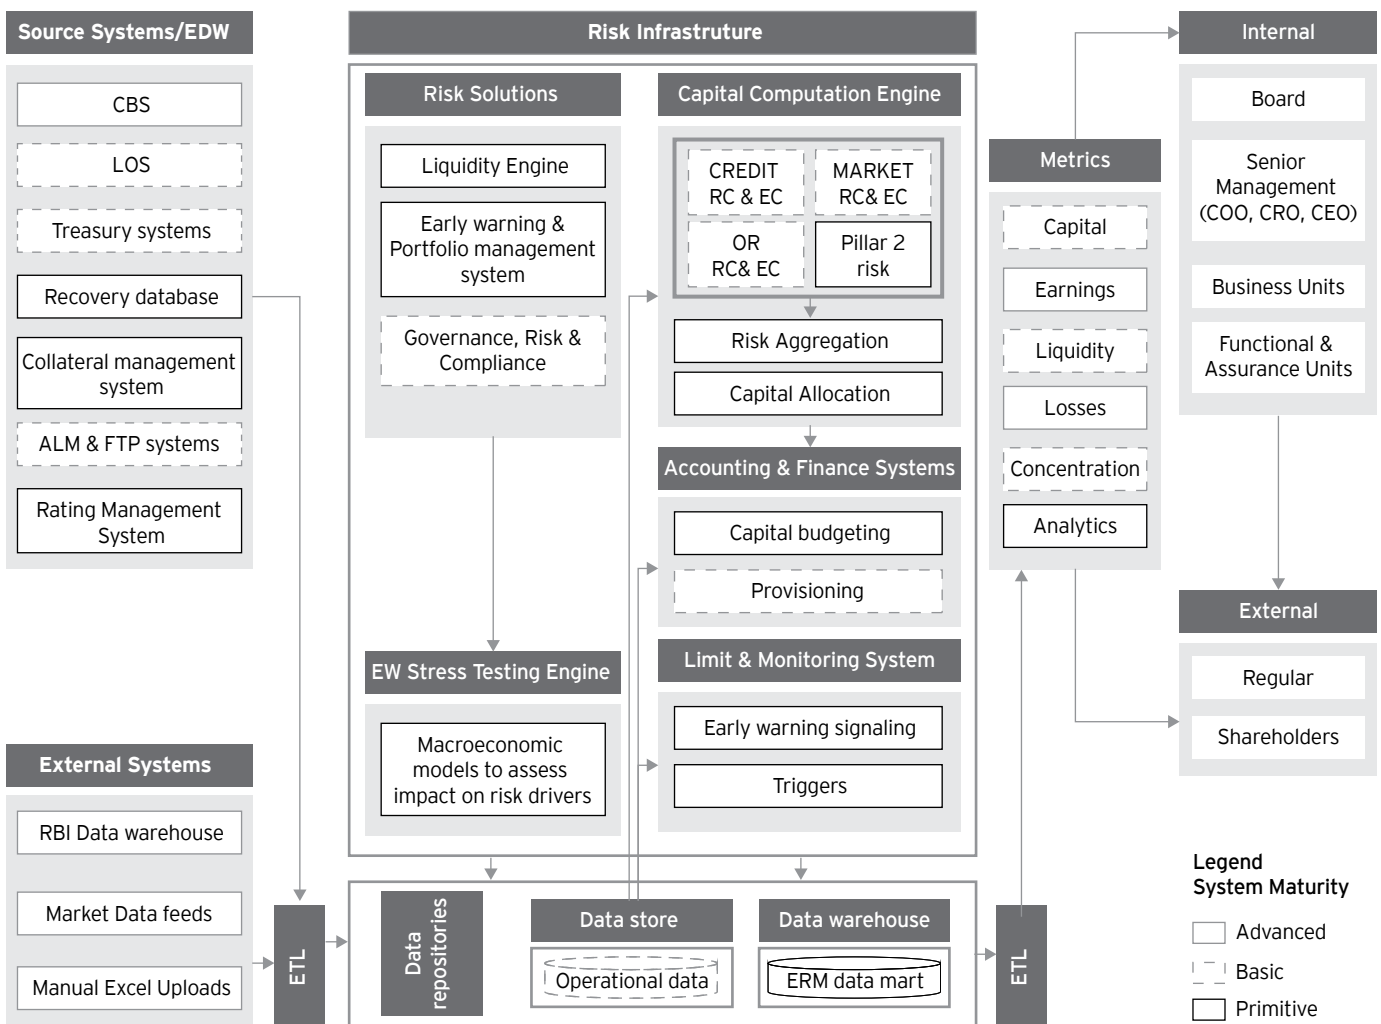 Source Systems/EDW
CBS
LOS
Treasury systems
Recovery database
Collateral management
system
ALM & FTP systems
Rating Management
System
External Systems
RBI Data warehouse
Market Data feeds
Manual Excel Uploads
ETL
Risk Infrastruture
Risk Solutions
Liquidity Engine
Early warning &
Portfolio management
system
Governance, Risk &
Compliance
EW Stress Testing Engine
Macroeconomic
models to assess
impact on risk drivers
Capital Computation Engine
CREDIT
RC & EC
MARKET
RC& EC
OR
RC& EC
Pillar 2
risk
Risk Aggregation
Capital Allocation
Accounting & Finance Systems
Capital budgeting
Provisioning
Limit & Monitoring System
Early warning signaling
Triggers
Data
repositories
Data store
Operational data
Data warehouse
ERM data mart
ETL
Metrics
Capital
Earnings
Liquidity
Losses
Concentration
Analytics
Internal
Board
Senior
Management
(COO, CRO, CEO)
Business Units
Functional &
Assurance Units
External
Regular
Shareholders
Legend
System Maturity
Advanced
Basic
Primitive